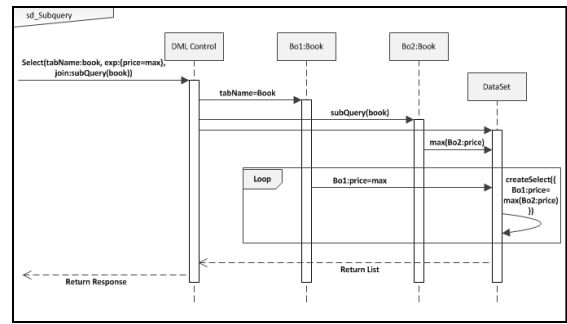 sd_Subquery
DML Control
Bo1:Book
Bo2:Book
DataSet
Select(tabName:book, exp:{price=max},
join:subQuery(book))
tabName=Book
subQuery(book)
max(Bo2:price)
Loop
Bo1:price=max
createSelect({
Bo1:price=
max(Bo2:price)
})
Return List
Return Response